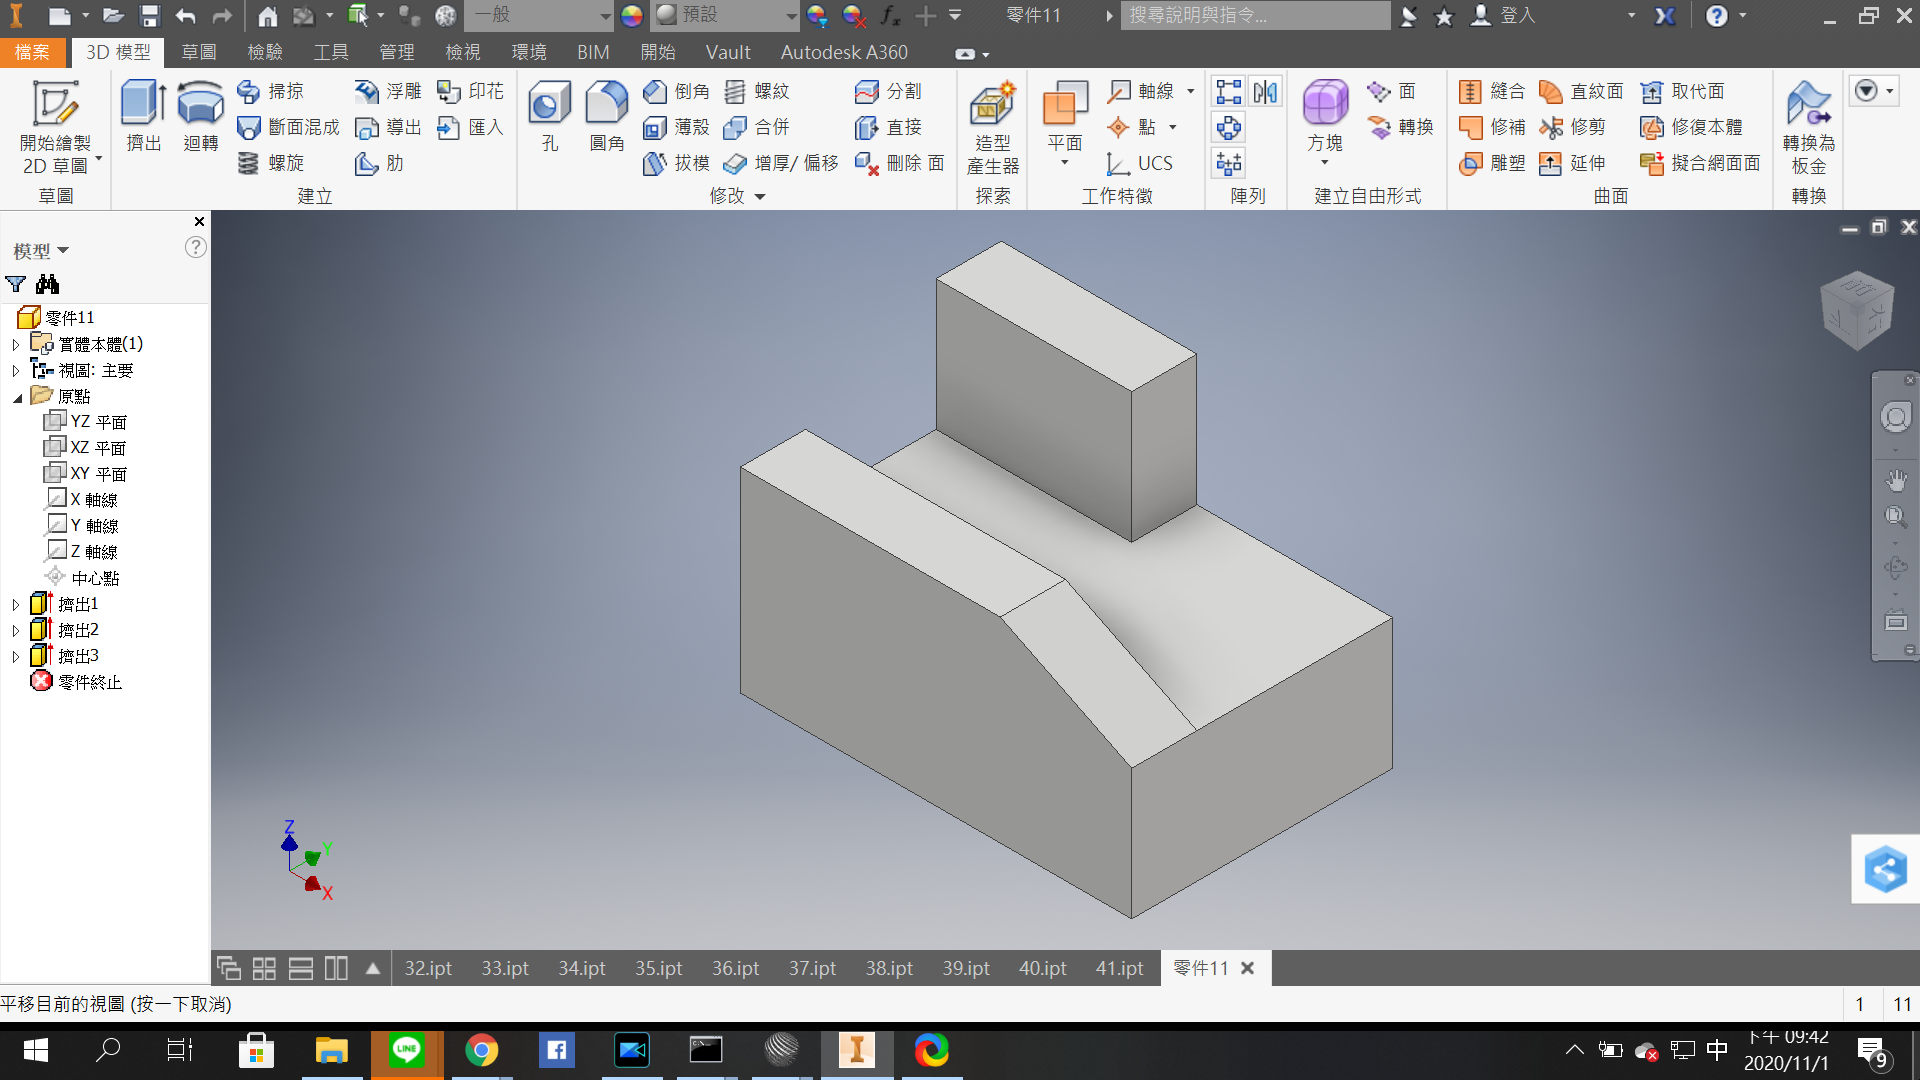 一般
預設
零件11
搜尋說明與指令...
登入
檔案
3D 模型
草圖
檢驗
工具
管理
檢視
環境
BIM
開始
Vault
Autodesk A360
開始繪製
2D 草圖
草圖
擠出
迴轉
掃掠
斷面混成
螺旋
浮雕
導出
肋
印花
匯入
建立
孔
圓角
倒角
薄殼
拔模
螺紋
合併
增厚/ 偏移
分割
直接
刪除 面
修改
造型
產生器
探索
平面
軸線
點
UCS
工作特徵
陣列
方塊
面
轉換
建立自由形式
縫合
修補
雕塑
直紋面
修剪
延伸
取代面
修復本體
擬合網面面
曲面
轉換為
板金
轉換
模型
零件11
實體本體(1)
視圖: 主要
原點
YZ 平面
XZ 平面
XY 平面
X 軸線
Y 軸線
Z 軸線
中心點
擠出1
擠出2
擠出3
零件終止
Z
Y
X
32.ipt
33.ipt
34.ipt
35.ipt
36.ipt
37.ipt
38.ipt
39.ipt
40.ipt
41.ipt
零件11
平移目前的視圖 (按一下取消)
1
11
LINE
中
下午 09:42
2020/11/1
9